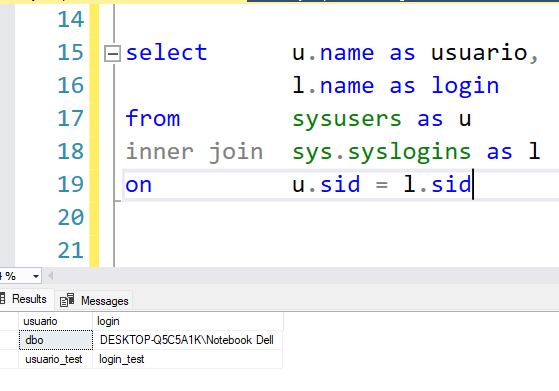 14
15 select u.name as usuario,
16 l.name as login
17 from sysusers as u
18 inner join sys.syslogins as l
19 on u.sid = l.sid
20
21
%
Results Messages
usuario login
dbo DESKTOP-Q5C5A1K\Notebook Dell
usuario_test login_test